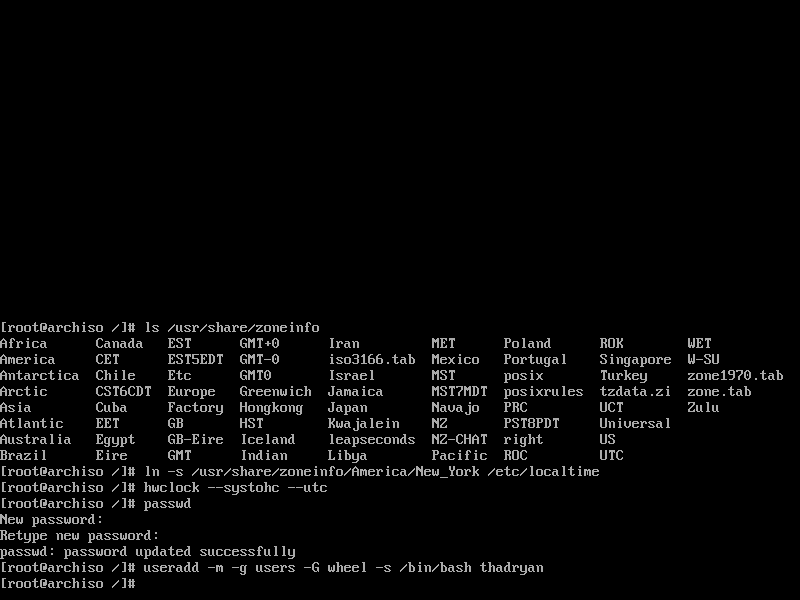 [root@archiso /]# ls /usr/share/zoneinfo
Africa Canada EST GMT+0 Iran MET Poland ROK WET
America CET EST5EDT GMT-0 iso3166.tab Mexico Portugal Singapore W-SU
Antarctica Chile Etc GMT0 Israel MST posix Turkey zone1970.tab
Arctic CST6CDT Europe Greenwich Jamaica MST7MDT posixrules tzdata.zi zone.tab
Asia Cuba Factory Hongkong Japan Navajo PRC UCT Zulu
Atlantic EET GB HST Kwajalein NZ PST8PDT Universal
Australia Egypt GB-Eire Iceland leapseconds NZ-CHAT right US
Brazil Eire GMT Indian Libya Pacific ROC UTC
[root@archiso /]# ln -s /usr/share/zoneinfo/America/New_York /etc/localtime
[root@archiso /]# hwclock --systohc --utc
[root@archiso /]# passwd
New password:
Retype new password:
passwd: password updated successfully
[root@archiso /]# useradd -m -g users -G wheel -s /bin/bash thadryan
[root@archiso /]#